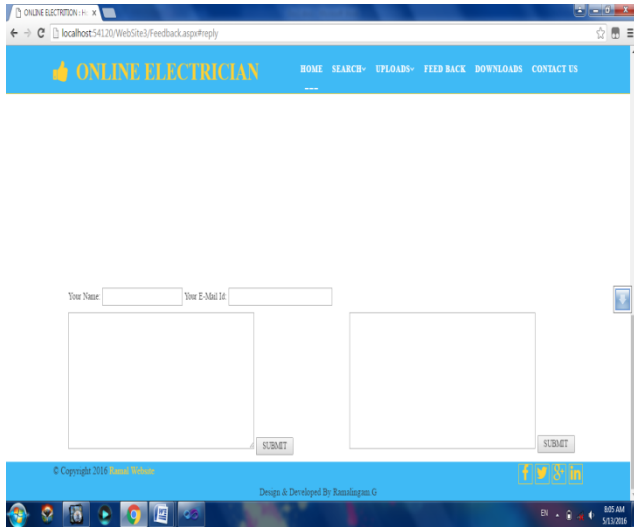 ONLINE ELECTRITION : H
localhost:54120/WebSite3/Feedback.aspx#reply
ONLINE ELECTRICIAN HOME SEARCH UPLOADS FEED BACK DOWNLOADS CONTACT US
Your Name: Your E-Mail Id:
SUBMIT SUBMIT
© Copyright 2016 Ramal Website
Design & Developed By Ramalingam.G
EN 8:05 AM
5/13/2016